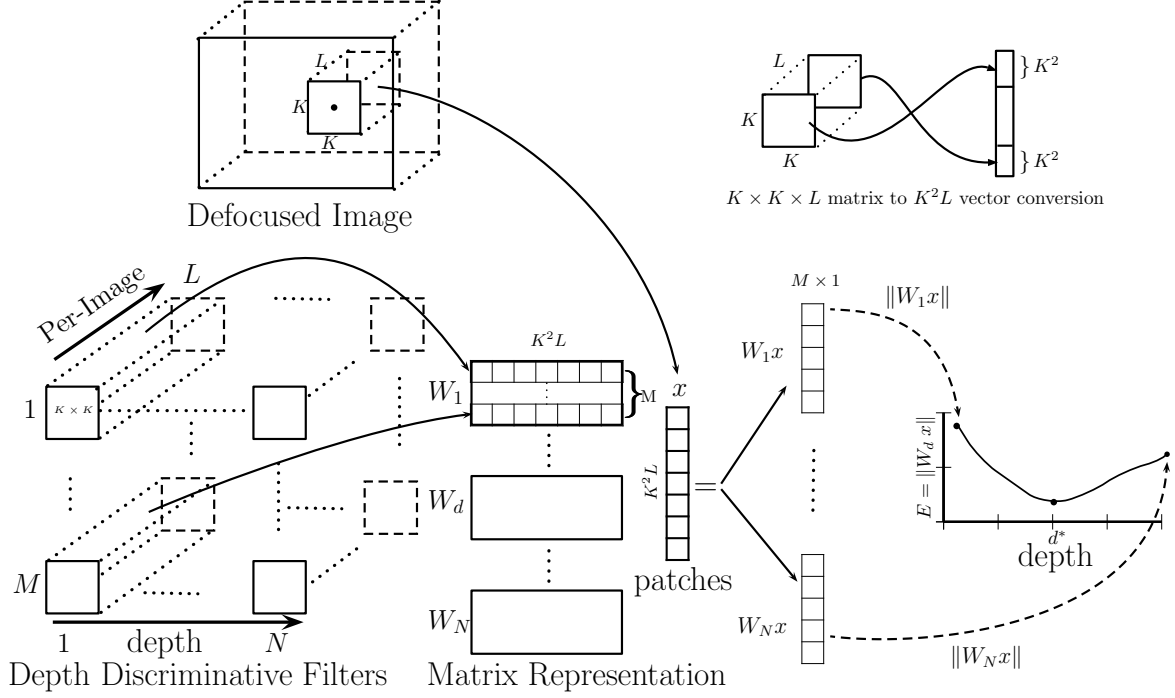 L
K
K
Defocused Image
L
K
K
} K²
} K²
K × K × L matrix to K²L vector conversion
Per-Image
L
1
K × K
M
1
depth
N
Depth Discriminative Filters
K²L
W₁
} M
W_d
W_N
Matrix Representation
x
K²L
patches
=
M × 1
W₁x
W_N x
‖W₁x‖
‖W_N x‖
E = ‖W_d x‖
d*
depth